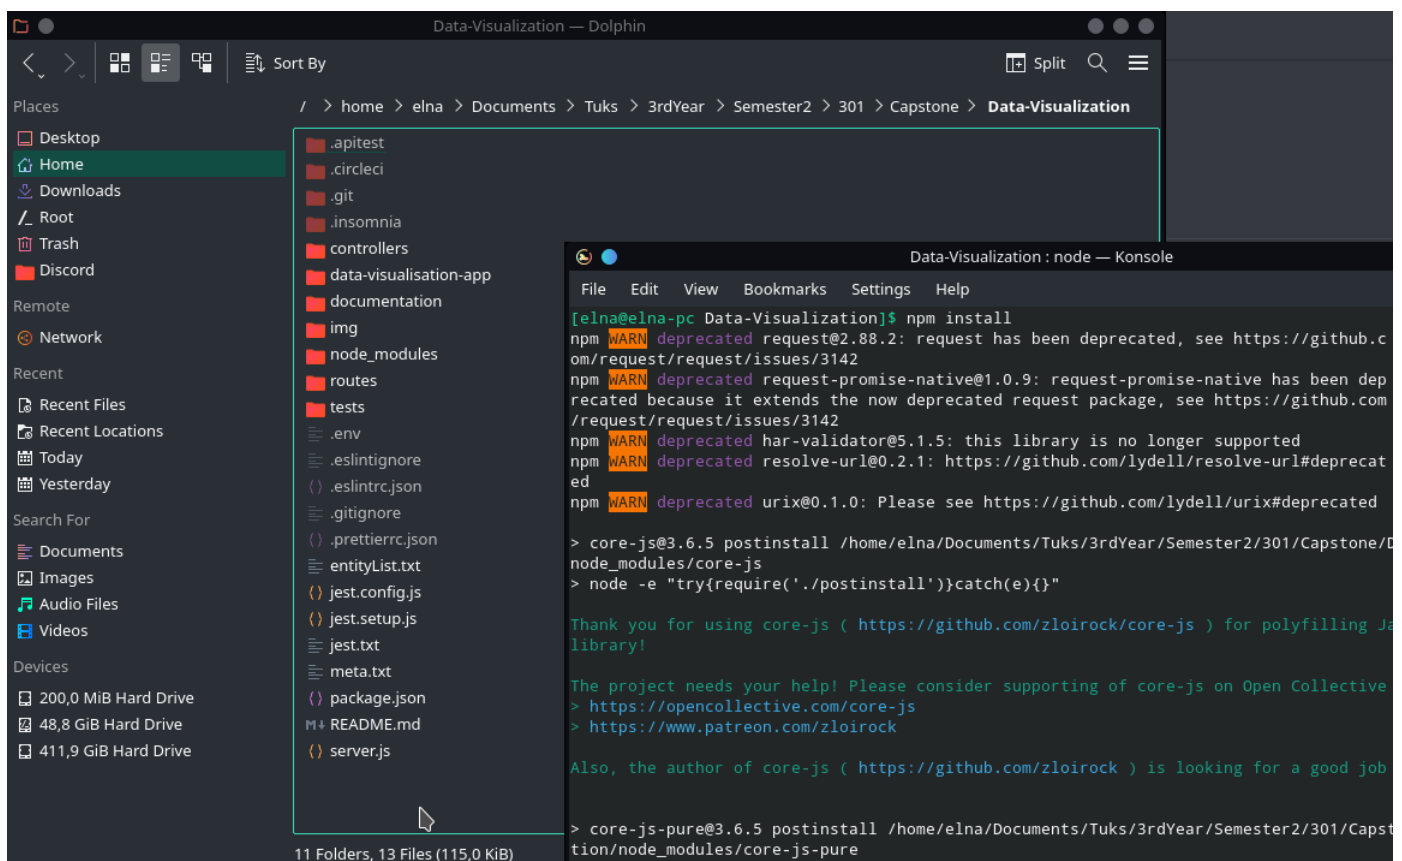 Data-Visualization — Dolphin
Sort By
Split
Places
Desktop
Home
Downloads
Root
Trash
Discord
Remote
Network
Recent
Recent Files
Recent Locations
Today
Yesterday
Search For
Documents
Images
Audio Files
Videos
Devices
200,0 MiB Hard Drive
48,8 GiB Hard Drive
411,9 GiB Hard Drive
/ > home > elna > Documents > Tuks > 3rdYear > Semester2 > 301 > Capstone > Data-Visualization
.apitest
.circleci
.git
.insomnia
controllers
data-visualisation-app
documentation
img
node_modules
routes
tests
.env
.eslintignore
.eslintrc.json
.gitignore
.prettierrc.json
entityList.txt
jest.config.js
jest.setup.js
jest.txt
meta.txt
package.json
README.md
server.js
11 Folders, 13 Files (115,0 KiB)
Data-Visualization : node — Konsole
File Edit View Bookmarks Settings Help
[elna@elna-pc Data-Visualization]$ npm install
npm WARN deprecated request@2.88.2: request has been deprecated, see https://github.c
om/request/request/issues/3142
npm WARN deprecated request-promise-native@1.0.9: request-promise-native has been dep
recated because it extends the now deprecated request package, see https://github.com
/request/request/issues/3142
npm WARN deprecated har-validator@5.1.5: this library is no longer supported
npm WARN deprecated resolve-url@0.2.1: https://github.com/lydell/resolve-url#deprecat
ed
npm WARN deprecated urix@0.1.0: Please see https://github.com/lydell/urix#deprecated
> core-js@3.6.5 postinstall /home/elna/Documents/Tuks/3rdYear/Semester2/301/Capstone/D
node_modules/core-js
> node -e "try{require('./postinstall')}catch(e){}"
Thank you for using core-js ( https://github.com/zloirock/core-js ) for polyfilling Ja
library!
The project needs your help! Please consider supporting of core-js on Open Collective
> https://opencollective.com/core-js
> https://www.patreon.com/zloirock
Also, the author of core-js ( https://github.com/zloirock ) is looking for a good job
> core-js-pure@3.6.5 postinstall /home/elna/Documents/Tuks/3rdYear/Semester2/301/Capst
tion/node_modules/core-js-pure